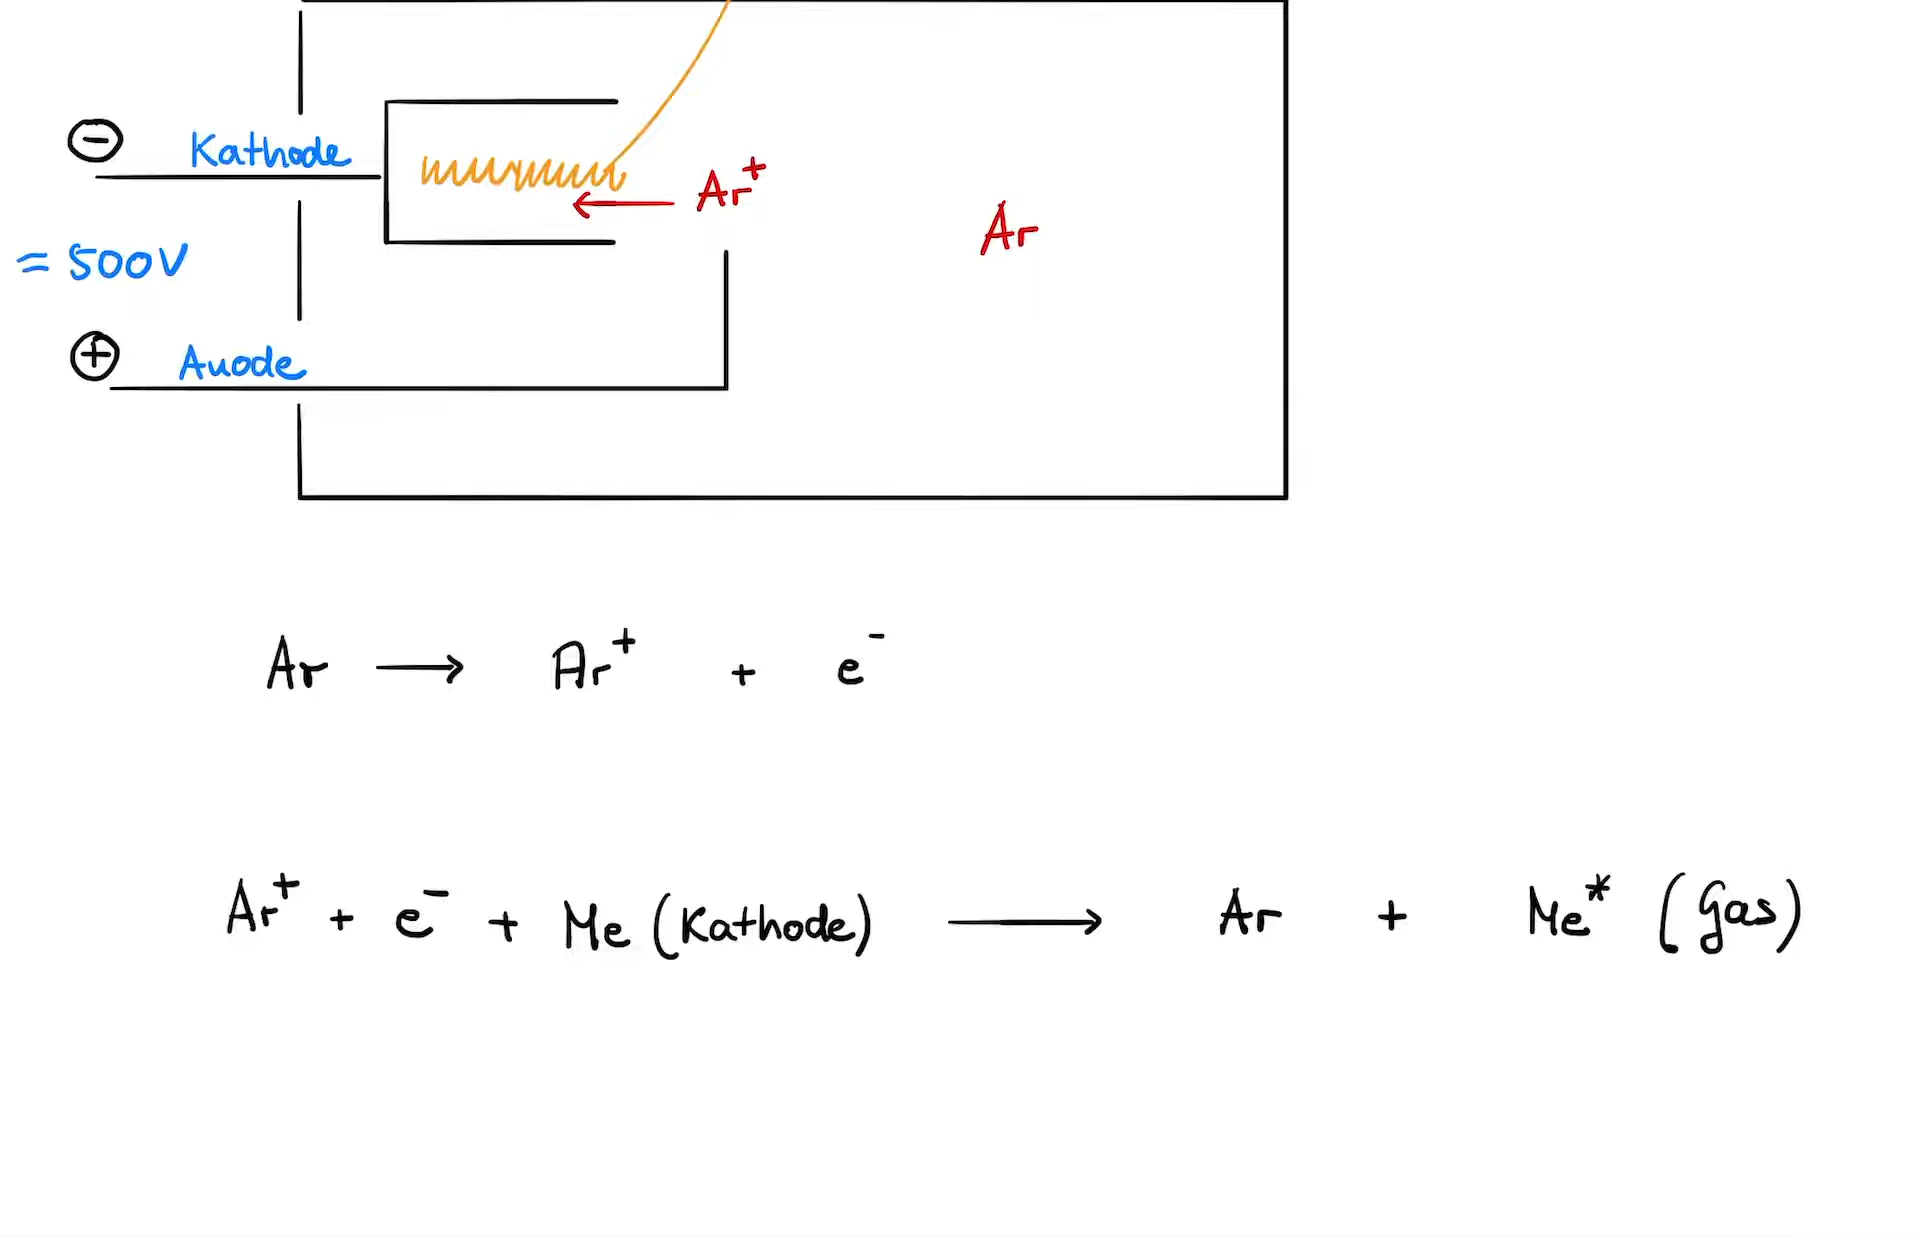 ⊖ Kathode
Ar⁺
Ar
= 500V
⊕ Anode
Ar ⟶ Ar⁺ + e⁻
Ar⁺ + e⁻ + Me (Kathode) ⟶ Ar + Me* (Gas)